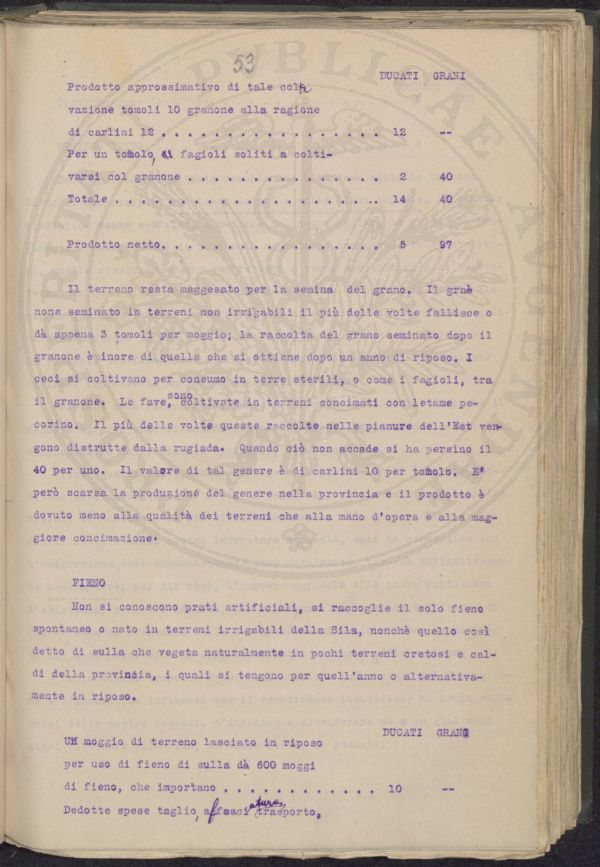 53
DUCATI GRANI
Prodotto approssimativo di tale colti
vazione tomoli 10 granone alla ragione
di carlini 12 . . . . . . . . . . . . . . . . . 12 --
Per un tomolo, di fagioli soliti a colti-
varsi col granone . . . . . . . . . . . . . . . 2 40
Totale . . . . . . . . . . . . . . . . . . . . . 14 40
Prodotto netto. . . . . . . . . . . . . . . . . 5 97
Il terreno resta maggesato per la semina del grano. Il gra
none seminato in terreni non irrigabili il più delle volte fallisce o
dà appena 3 tomoli per moggio; la raccolta del grano seminato dopo il
granone è minore di quella che si ottiene dopo un anno di riposo. I
ceci si coltivano per consumo in terre sterili, o come i fagioli, tra
il granone. Le fave, sono coltivate in terreni concimati con letame pe-
corino. Il più delle volte queste raccolte nelle pianure dell'Est ven-
gono distrutte dalla rugiada. Quando ciò non accade si ha persino il
40 per uno. Il valore di tal genere è di carlini 10 per tomolo. E'
però scarsa la produzione del genere nella provincia e il prodotto è
dovuto meno alla qualità dei terreni che alla mano d'opera e alla mag-
giore concimazione.
FIENO
Non si conoscono prati artificiali, si raccoglie il solo fieno
spontaneo o nato in terreni irrigabili della Sila, nonchè quello così
detto di sulla che vegeta naturalmente in pochi terreni cretosi e cal-
di della provincia, i quali si tengono per quell'anno o alternativa-
mente in riposo.
DUCATI GRANI
Un moggio di terreno lasciato in riposo
per uso di fieno di sulla dà 600 moggi
di fieno, che importano . . . . . . . . . . . . 10 --
Dedotte spese taglio, affasciatura, trasporto,